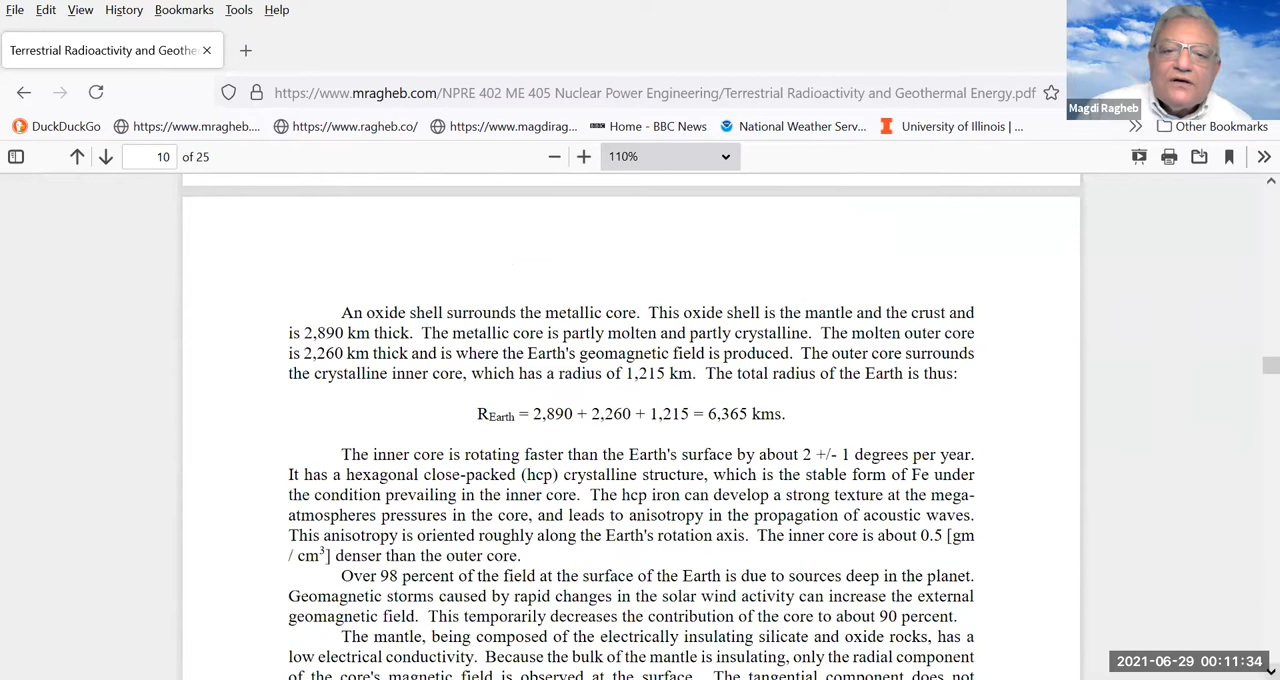 File Edit View History Bookmarks Tools Help
Terrestrial Radioactivity and Geothe
https://www.mragheb.com/NPRE 402 ME 405 Nuclear Power Engineering/Terrestrial Radioactivity and Geothermal Energy.pdf
Magdi Ragheb
DuckDuckGo https://www.mragheb.... https://www.ragheb.co/ https://www.magdirag... Home - BBC News National Weather Serv... University of Illinois |... Other Bookmarks
10 of 25 110%
An oxide shell surrounds the metallic core. This oxide shell is the mantle and the crust and
is 2,890 km thick. The metallic core is partly molten and partly crystalline. The molten outer core
is 2,260 km thick and is where the Earth's geomagnetic field is produced. The outer core surrounds
the crystalline inner core, which has a radius of 1,215 km. The total radius of the Earth is thus:
REarth = 2,890 + 2,260 + 1,215 = 6,365 kms.
The inner core is rotating faster than the Earth's surface by about 2 +/- 1 degrees per year.
It has a hexagonal close-packed (hcp) crystalline structure, which is the stable form of Fe under
the condition prevailing in the inner core. The hcp iron can develop a strong texture at the mega-
atmospheres pressures in the core, and leads to anisotropy in the propagation of acoustic waves.
This anisotropy is oriented roughly along the Earth's rotation axis. The inner core is about 0.5 [gm
/ cm³] denser than the outer core.
Over 98 percent of the field at the surface of the Earth is due to sources deep in the planet.
Geomagnetic storms caused by rapid changes in the solar wind activity can increase the external
geomagnetic field. This temporarily decreases the contribution of the core to about 90 percent.
The mantle, being composed of the electrically insulating silicate and oxide rocks, has a
low electrical conductivity. Because the bulk of the mantle is insulating, only the radial component
of the core's magnetic field is observed at the surface. The tangential component does not
2021-06-29 00:11:34